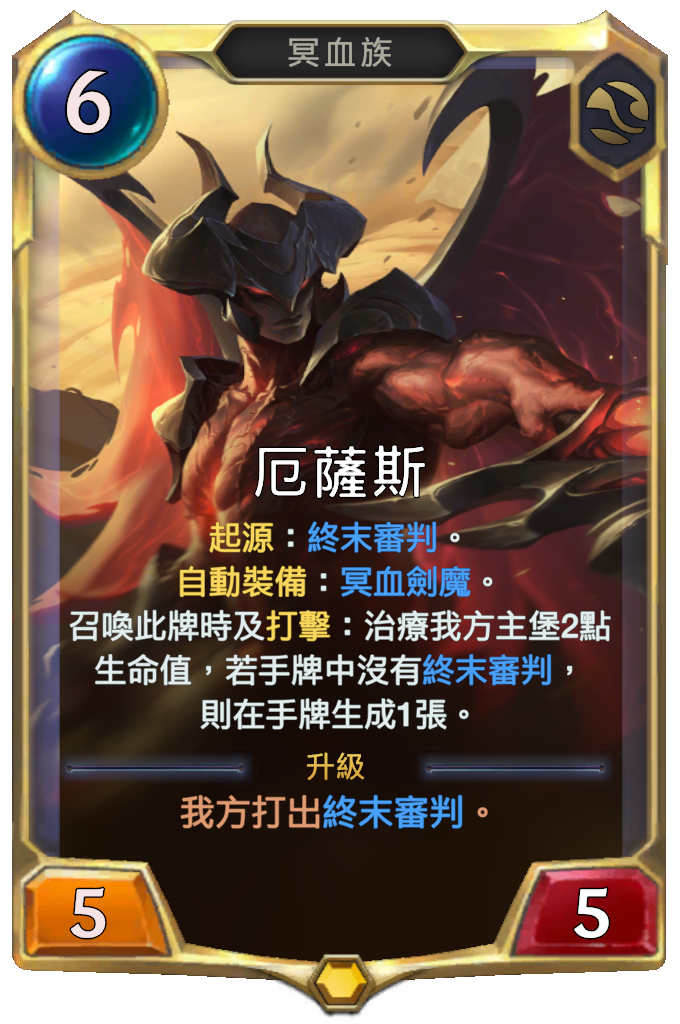 冥血族
6
厄薩斯
起源：終末審判。
自動裝備：冥血劍魔。
召喚此牌時及打擊：治療我方主堡2點
生命值，若手牌中沒有終末審判，
則在手牌生成1張。
升級
我方打出終末審判。
5
5